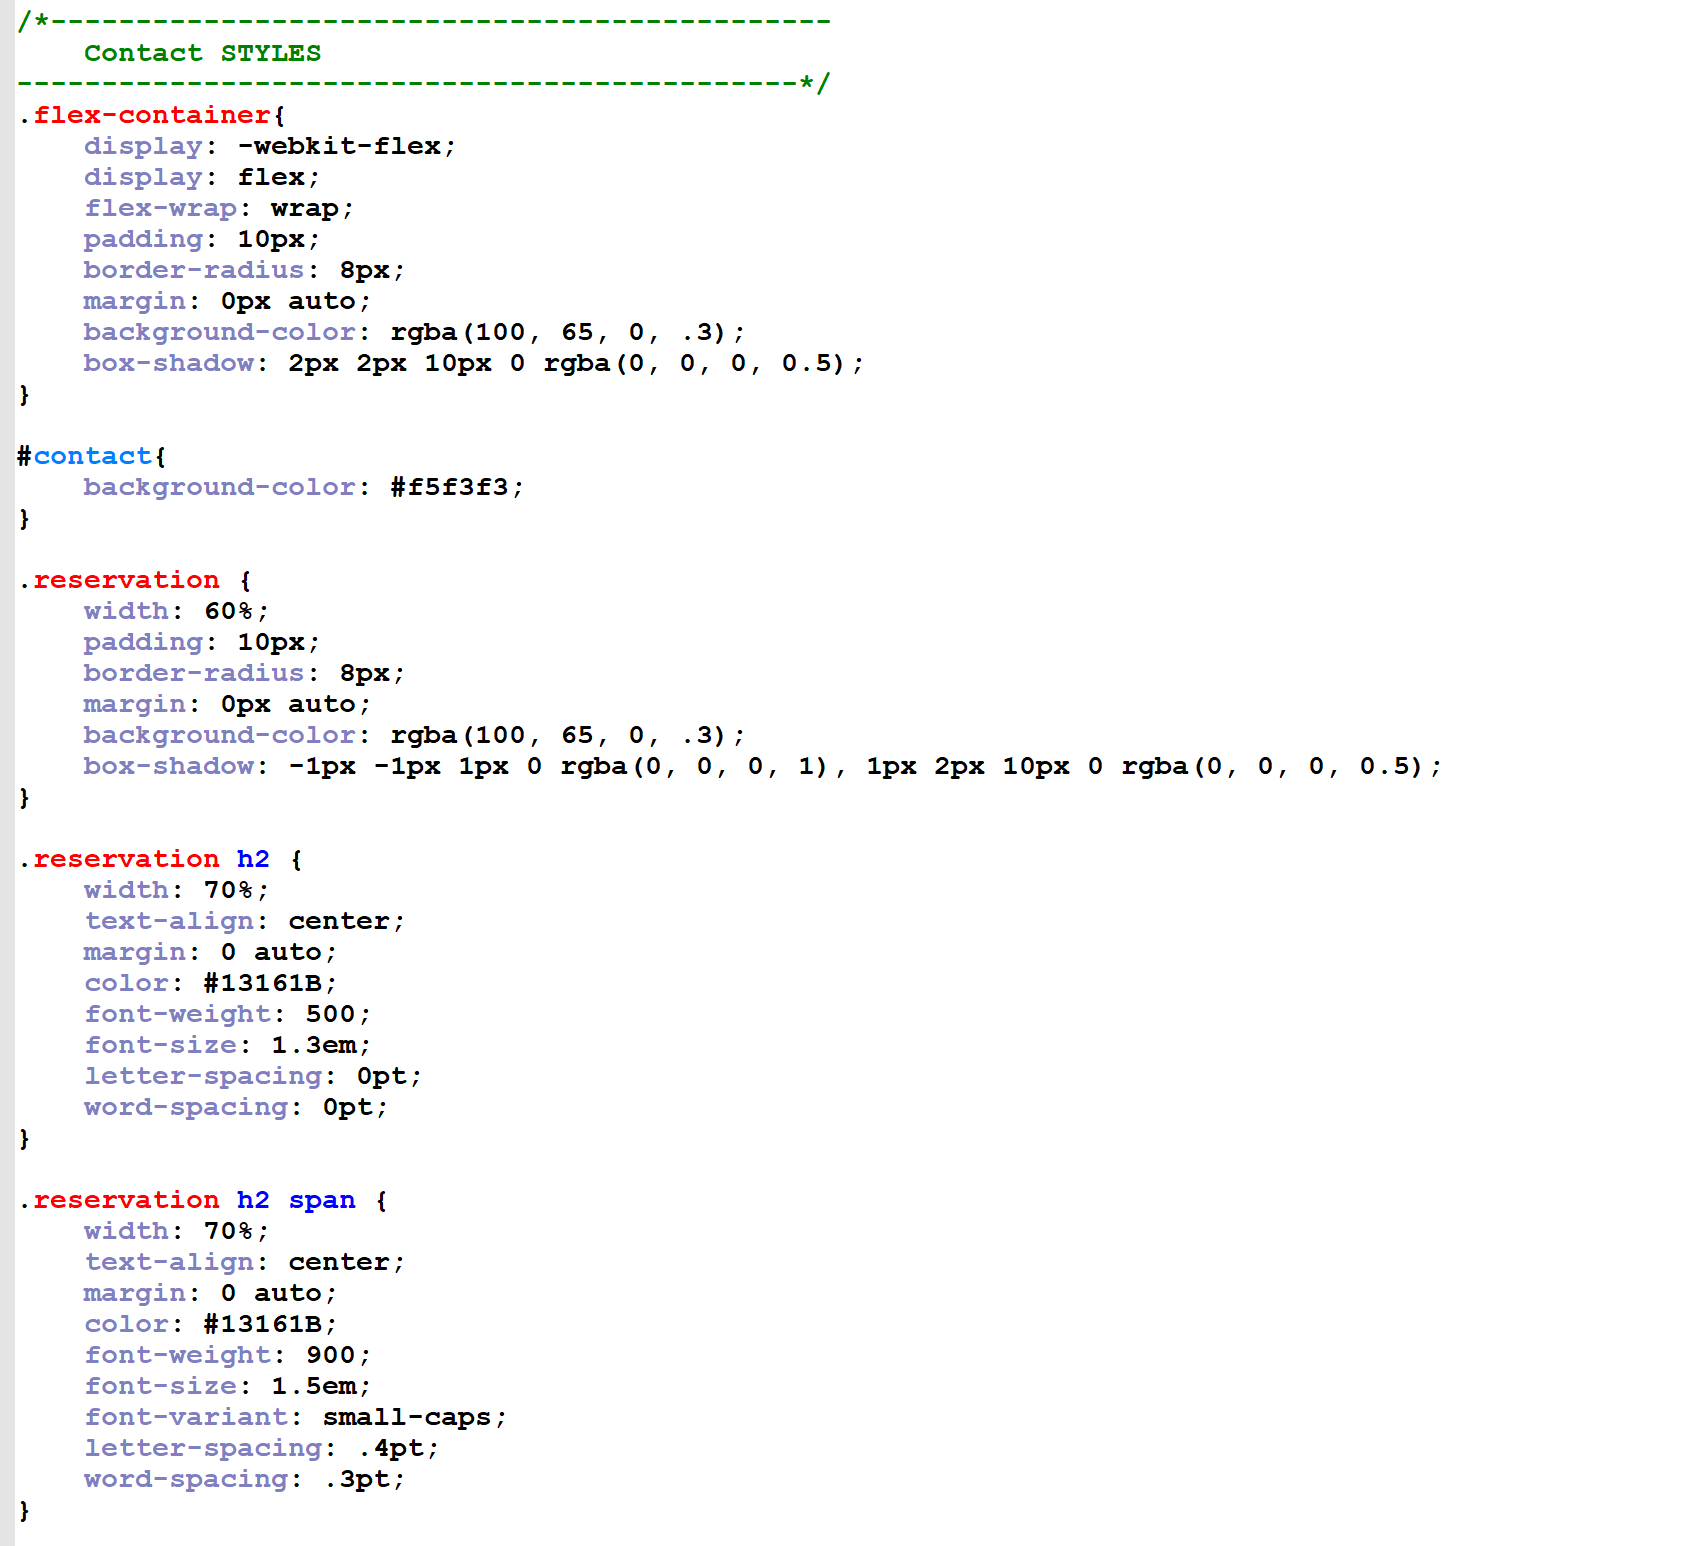 /*----------------------------------------------
    Contact STYLES
----------------------------------------------*/
.flex-container{
    display: -webkit-flex;
    display: flex;
    flex-wrap: wrap;
    padding: 10px;
    border-radius: 8px;
    margin: 0px auto;
    background-color: rgba(100, 65, 0, .3);
    box-shadow: 2px 2px 10px 0 rgba(0, 0, 0, 0.5);
}

#contact{
    background-color: #f5f3f3;
}

.reservation {
    width: 60%;
    padding: 10px;
    border-radius: 8px;
    margin: 0px auto;
    background-color: rgba(100, 65, 0, .3);
    box-shadow: -1px -1px 1px 0 rgba(0, 0, 0, 1), 1px 2px 10px 0 rgba(0, 0, 0, 0.5);
}

.reservation h2 {
    width: 70%;
    text-align: center;
    margin: 0 auto;
    color: #13161B;
    font-weight: 500;
    font-size: 1.3em;
    letter-spacing: 0pt;
    word-spacing: 0pt;
}

.reservation h2 span {
    width: 70%;
    text-align: center;
    margin: 0 auto;
    color: #13161B;
    font-weight: 900;
    font-size: 1.5em;
    font-variant: small-caps;
    letter-spacing: .4pt;
    word-spacing: .3pt;
}